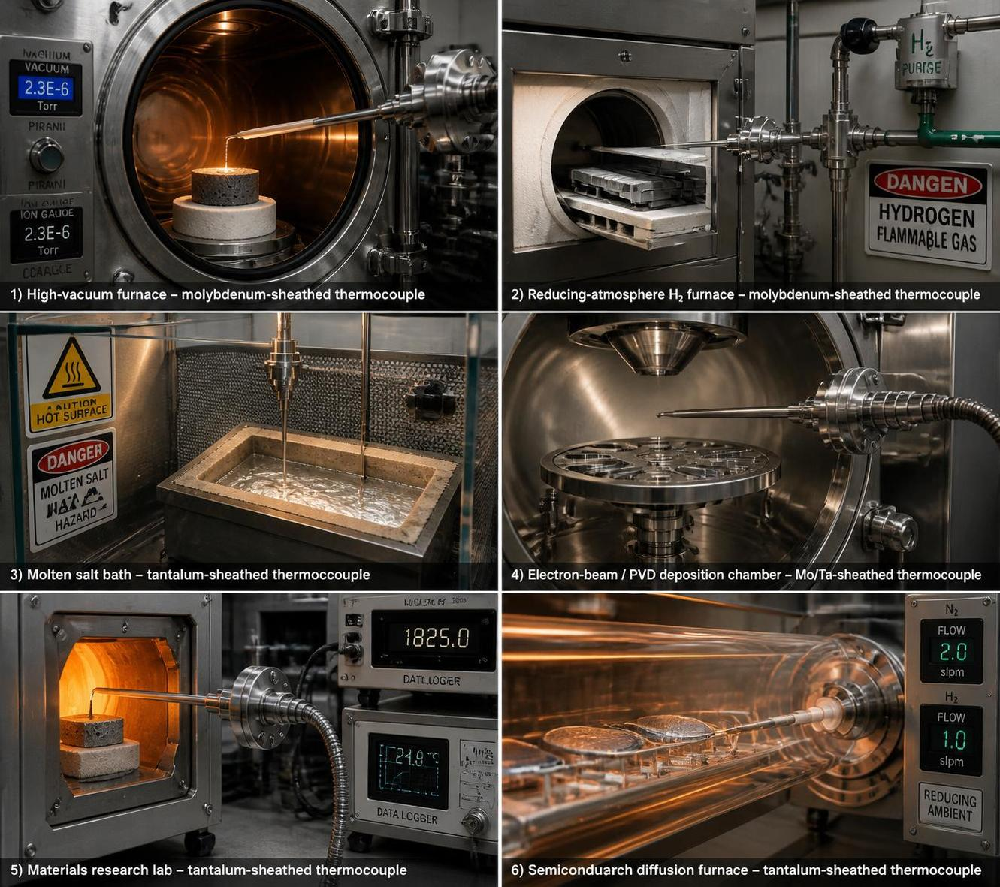 VACUUM
2.3E-6
Torr
PIRANI
PIRANI
ION GAUGE
2.3E-6
Torr
1) High-vacuum furnace – molybdenum-sheathed thermocouple
H₂
PURGE
DANGEN
HYDROGEN
FLAMMABLE GAS
2) Reducing-atmosphere H₂ furnace – molybdenum-sheathed thermocouple
HOT SURFACE
DANGER
MOLTEN SALT
HAZARD
3) Molten salt bath – tantalum-sheathed thermoccouple
4) Electron-beam / PVD deposition chamber – Mo/Ta-sheathed thermocouple
1825.0
24.8 °C
DATA LOGGER
5) Materials research lab – tantalum-sheathed thermocouple
N₂
FLOW
2.0
slpm
H₂
FLOW
1.0
slpm
REDUCING
AMBIENT
6) Semiconduarch diffusion furnace – tantalum-sheathed thermocouple